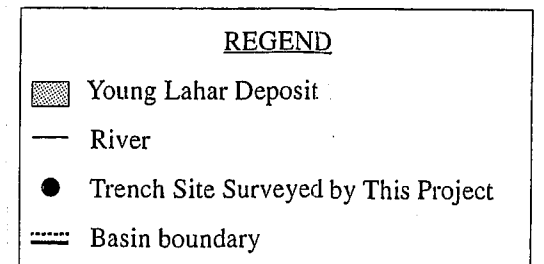 REGEND
Young Lahar Deposit
River
Trench Site Surveyed by This Project
Basin boundary